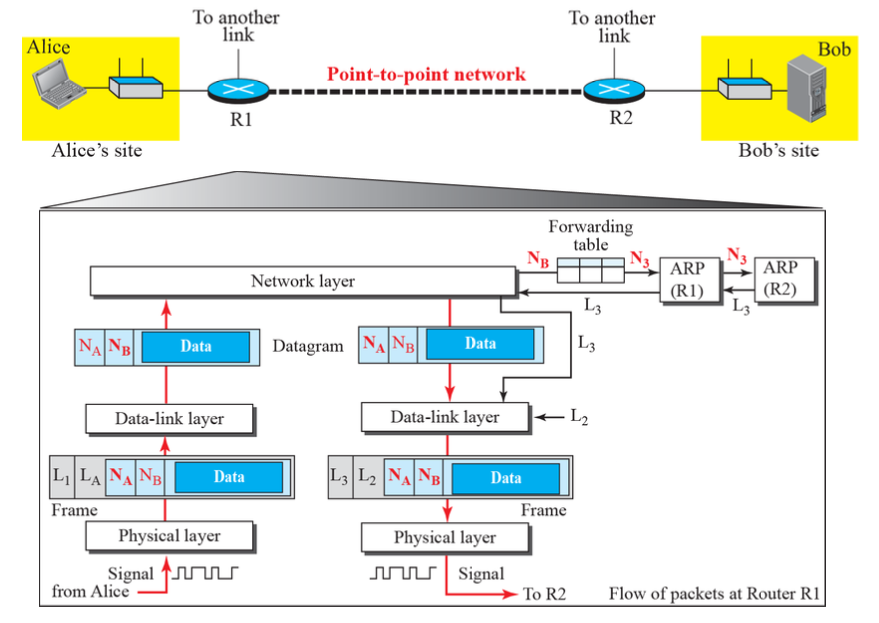 To another
link
To another
link
Alice
Bob
Point-to-point network
R1
R2
Alice's site
Bob's site
Forwarding
table
N_B
N_3
N_3
ARP
(R1)
ARP
(R2)
Network layer
L_3
L_3
N_A N_B Data
Datagram
N_A N_B Data
L_3
Data-link layer
Data-link layer
L_2
L_1 L_A N_A N_B Data
L_3 L_2 N_A N_B Data
Frame
Frame
Physical layer
Physical layer
Signal
from Alice
Signal
To R2
Flow of packets at Router R1